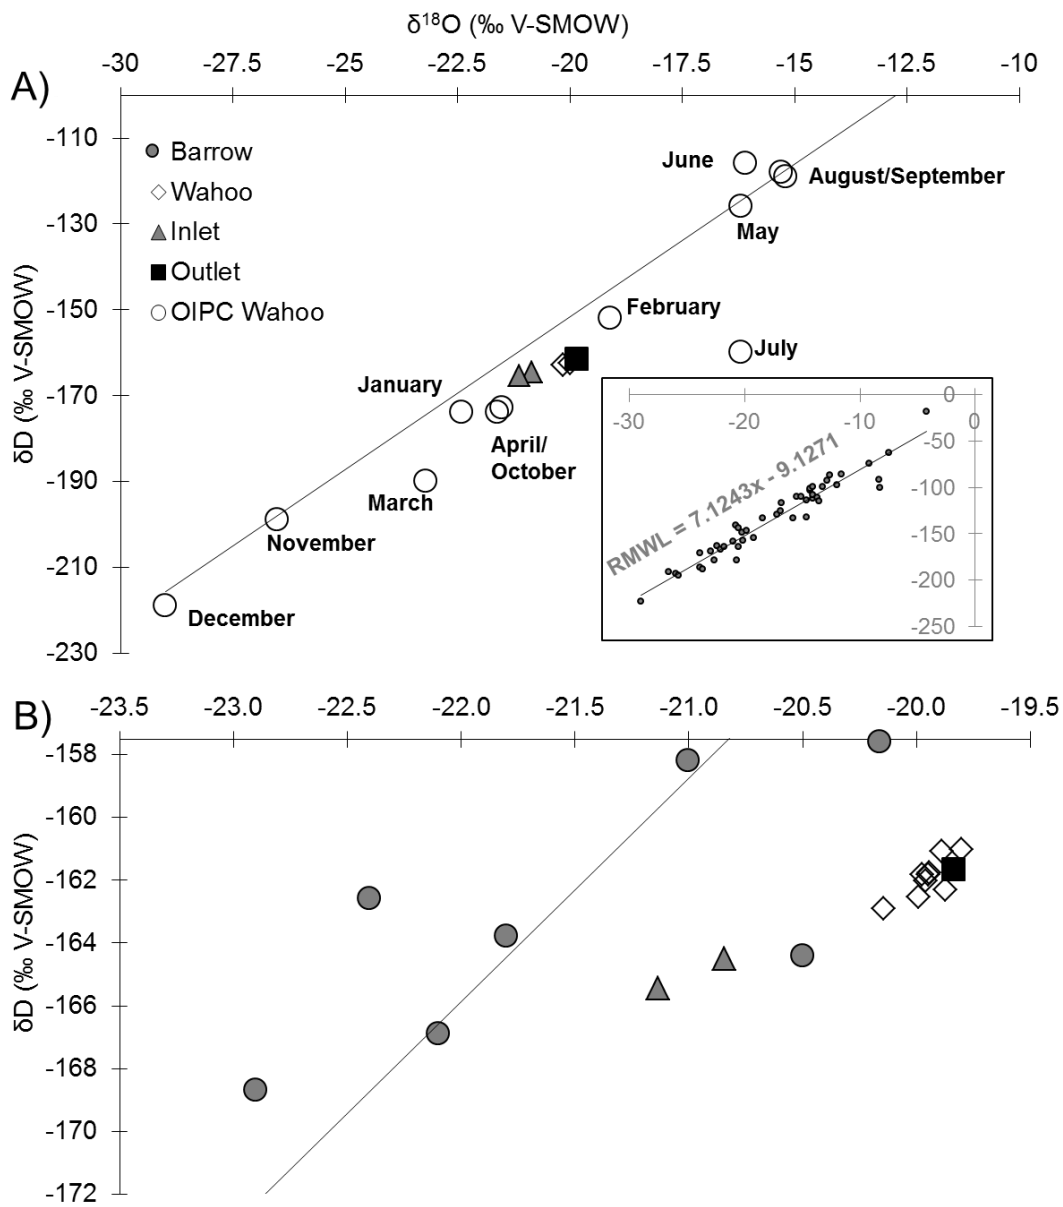 δ¹⁸O (‰ V-SMOW)
-30 -27.5 -25 -22.5 -20 -17.5 -15 -12.5 -10
A)
-110
-130
-150
-170
-190
-210
-230
δD (‰ V-SMOW)
Barrow
Wahoo
Inlet
Outlet
OIPC Wahoo
June
August/September
May
February
July
January
April/
October
March
November
December
-30 -20 -10 0
-50
-100
-150
-200
-250
RMWL = 7.1243x - 9.1271
B)
-23.5 -23.0 -22.5 -22.0 -21.5 -21.0 -20.5 -20.0 -19.5
-158
-160
-162
-164
-166
-168
-170
-172
δD (‰ V-SMOW)